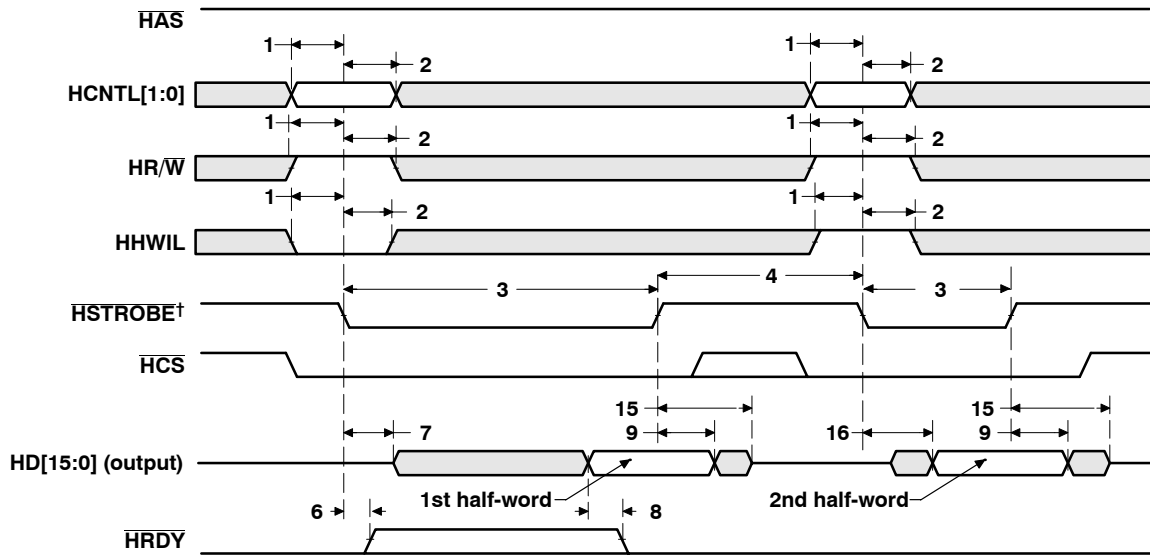 HAS
1
2
1
2
HCNTL[1:0]
1
2
1
2
HR/W
1
2
1
2
HHWIL
3
4
3
HSTROBE†
HCS
7
15
9
16
15
9
HD[15:0] (output)
1st half-word
2nd half-word
6
8
HRDY